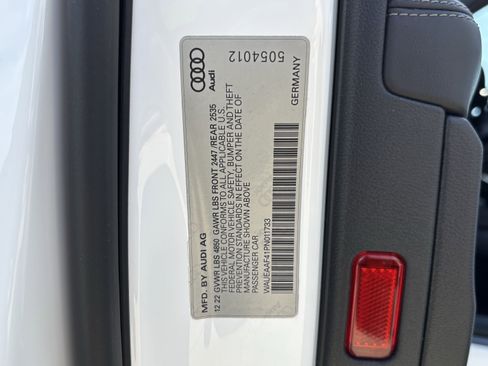 Audi
5054012
GERMANY
MFD. BY AUDI AG
12.22 GVWR LBS 4850 GAWR LBS FRONT 2447 /REAR 2535
THIS VEHICLE CONFORMS TO ALL APPLICABLE U.S.
FEDERAL MOTOR VEHICLE SAFETY, BUMPER AND THEFT
PREVENTION STANDARDS IN EFFECT ON THE DATE OF
MANUFACTURE SHOWN ABOVE
PASSENGER CAR
WAUEAAF41PN011733